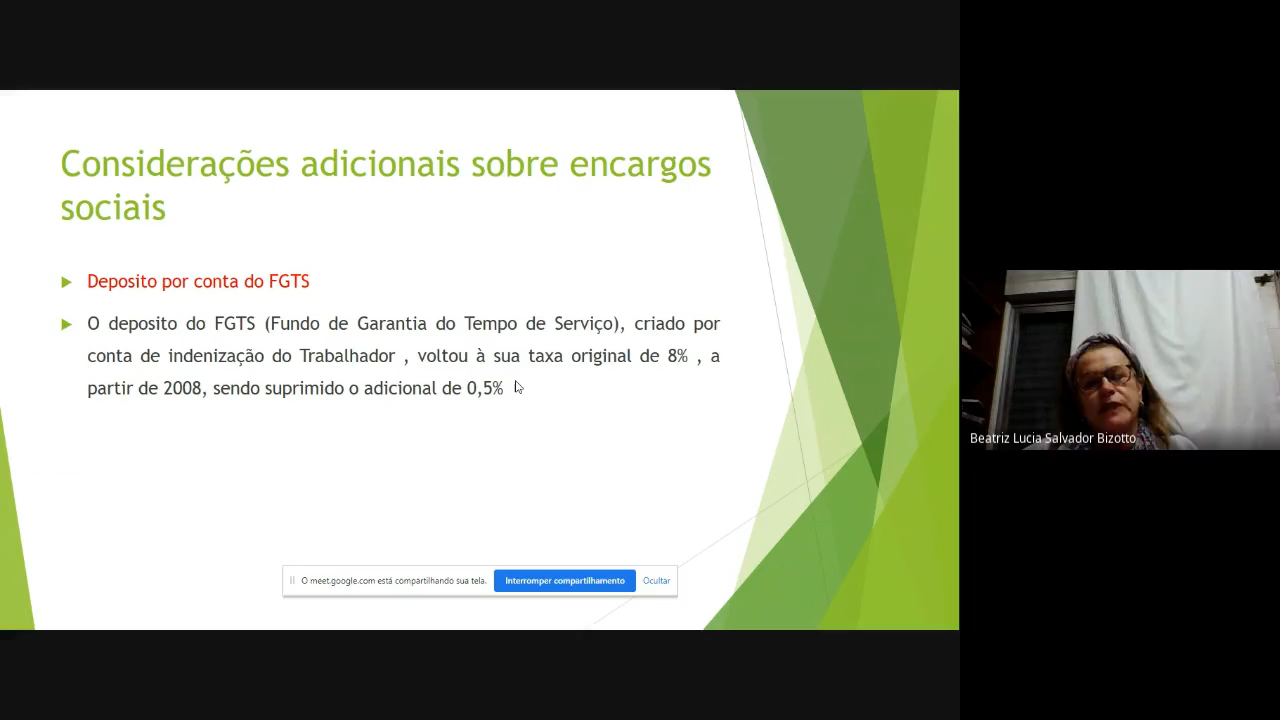 Considerações adicionais sobre encargos
sociais
Deposito por conta do FGTS
O deposito do FGTS (Fundo de Garantia do Tempo de Serviço), criado por
conta de indenização do Trabalhador , voltou à sua taxa original de 8% , a
partir de 2008, sendo suprimido o adicional de 0,5%
O meet.google.com está compartilhando sua tela.
Interromper compartilhamento
Ocultar
Beatriz Lucia Salvador Bizotto